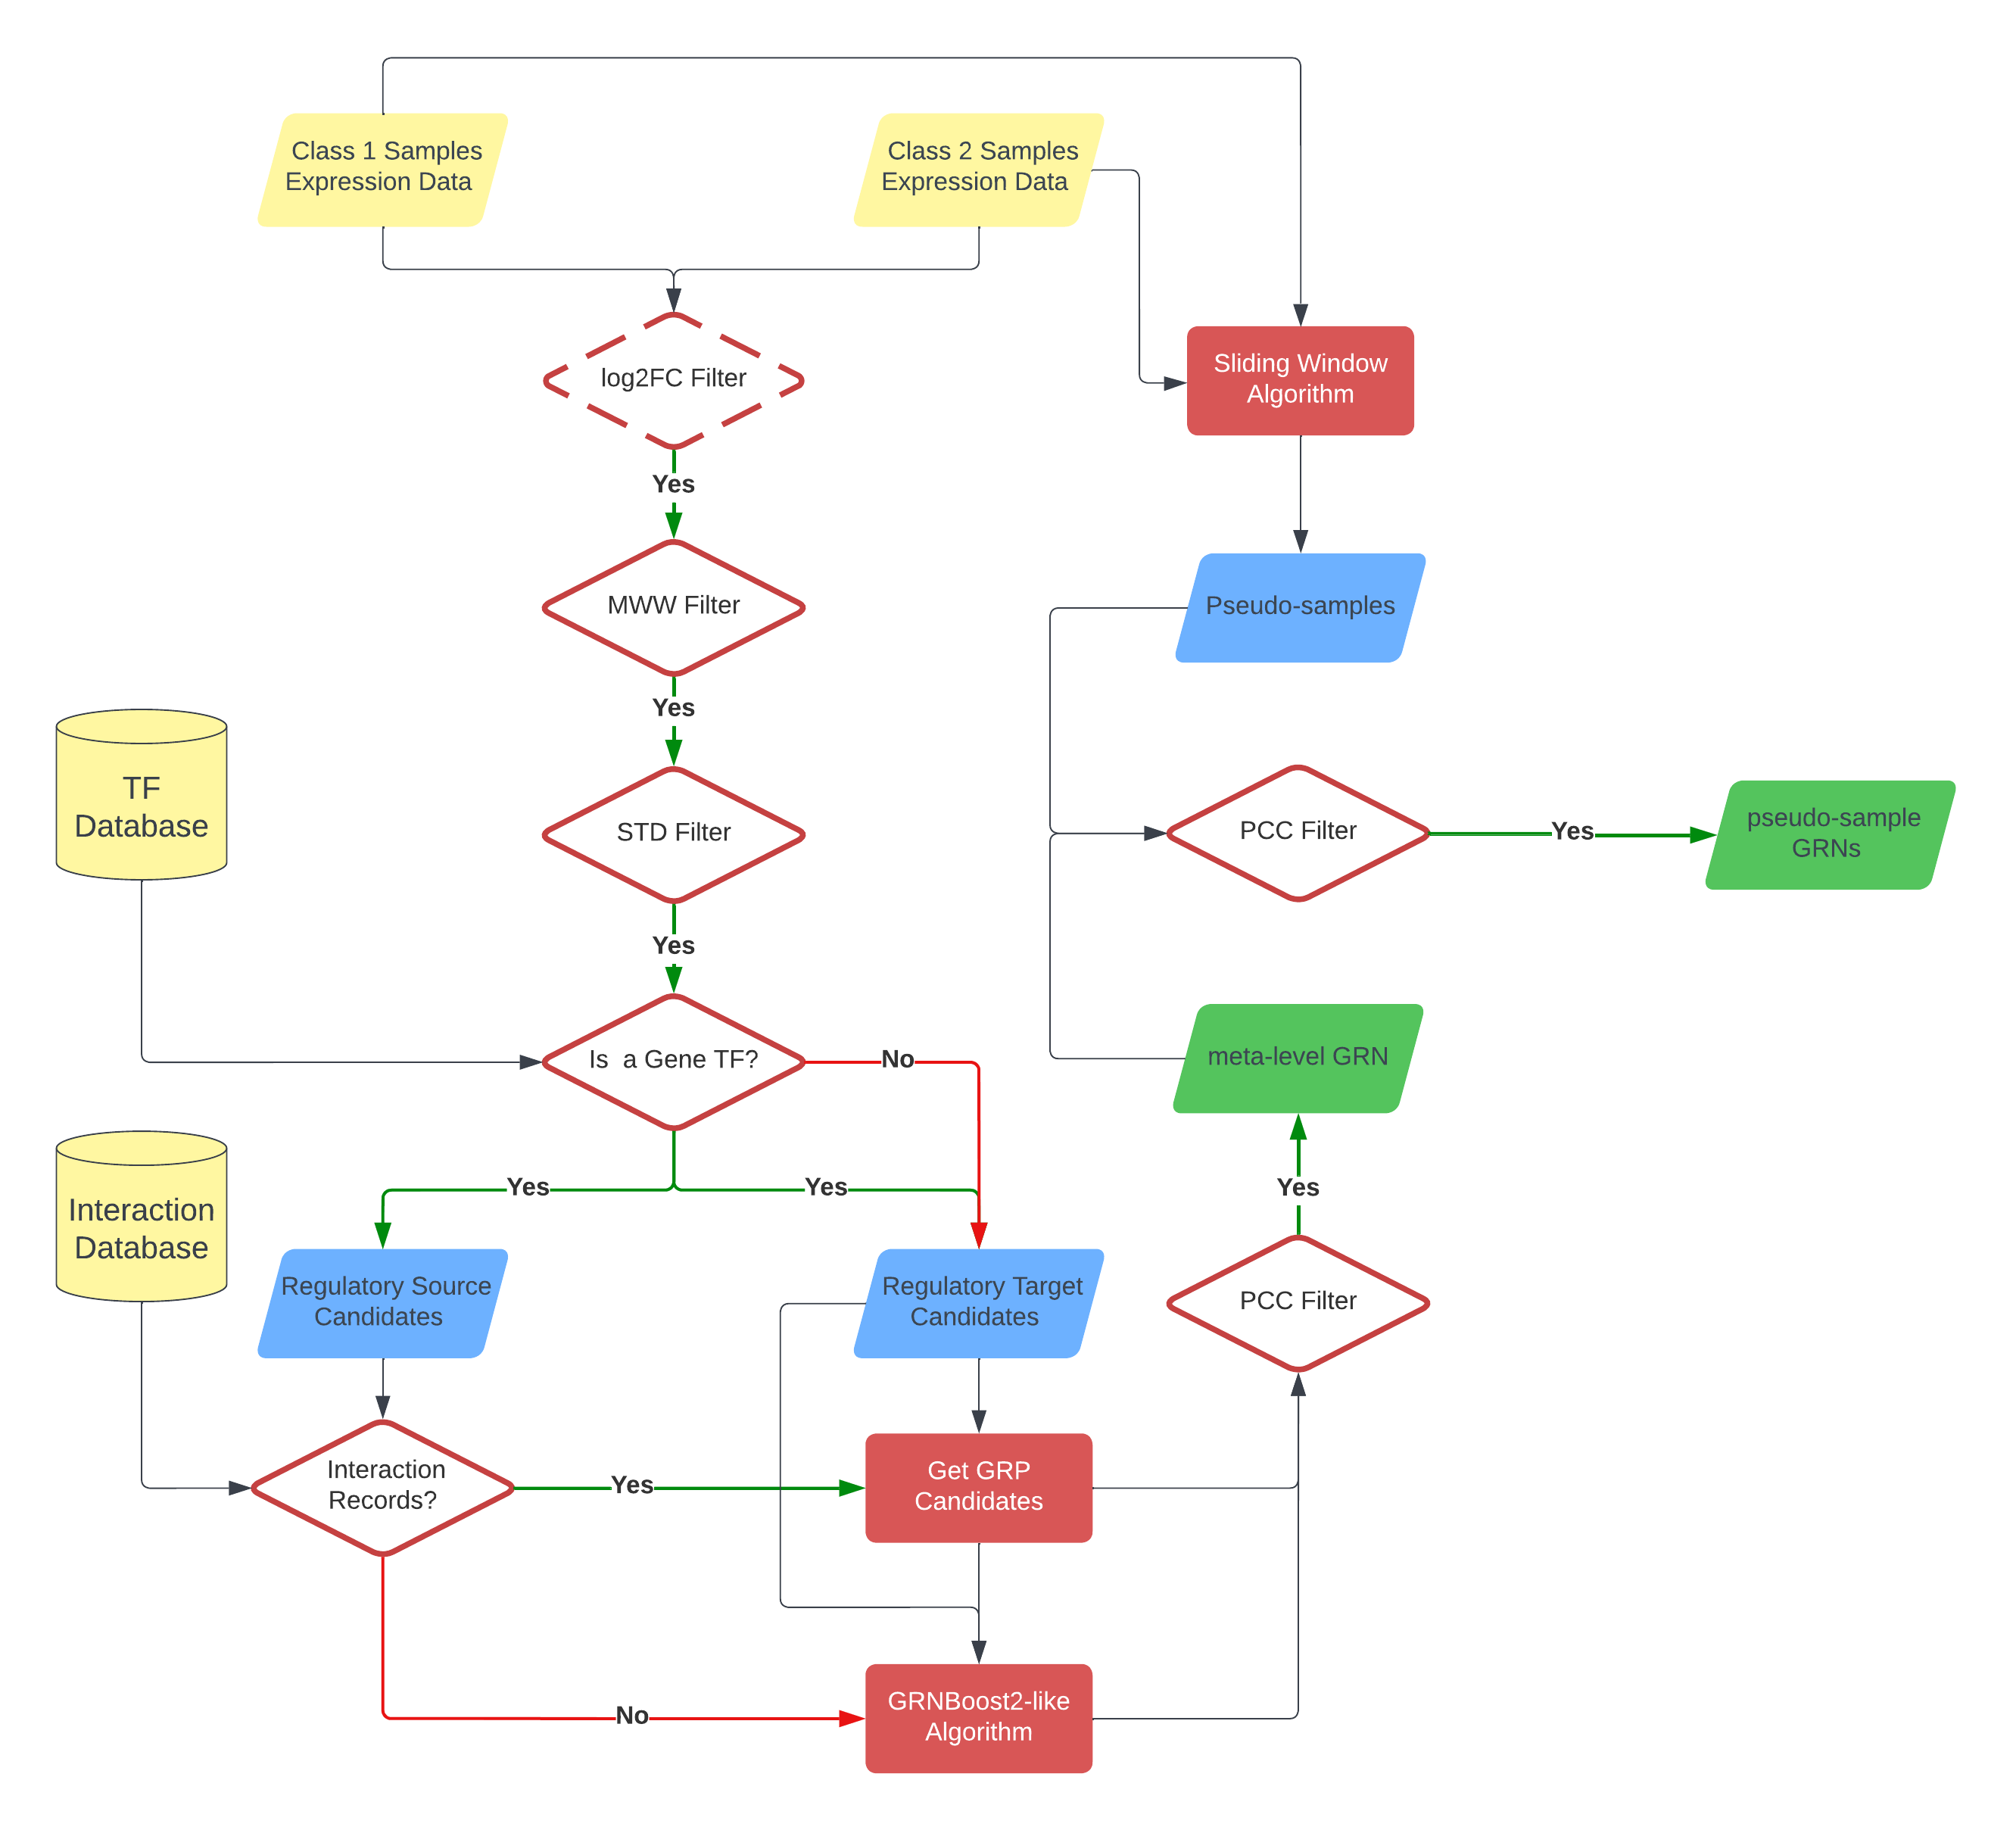 Class 1 Samples
Expression Data
Class 2 Samples
Expression Data
log2FC Filter
Sliding Window
Algorithm
Yes
MWW Filter
Pseudo-samples
Yes
TF
Database
STD Filter
PCC Filter
Yes
pseudo-sample
GRNs
Yes
Is  a Gene TF?
No
meta-level GRN
Yes
Yes
Yes
Interaction
Database
Regulatory Source
Candidates
Regulatory Target
Candidates
PCC Filter
Interaction
Records?
Yes
Get GRP
Candidates
No
GRNBoost2-like
Algorithm